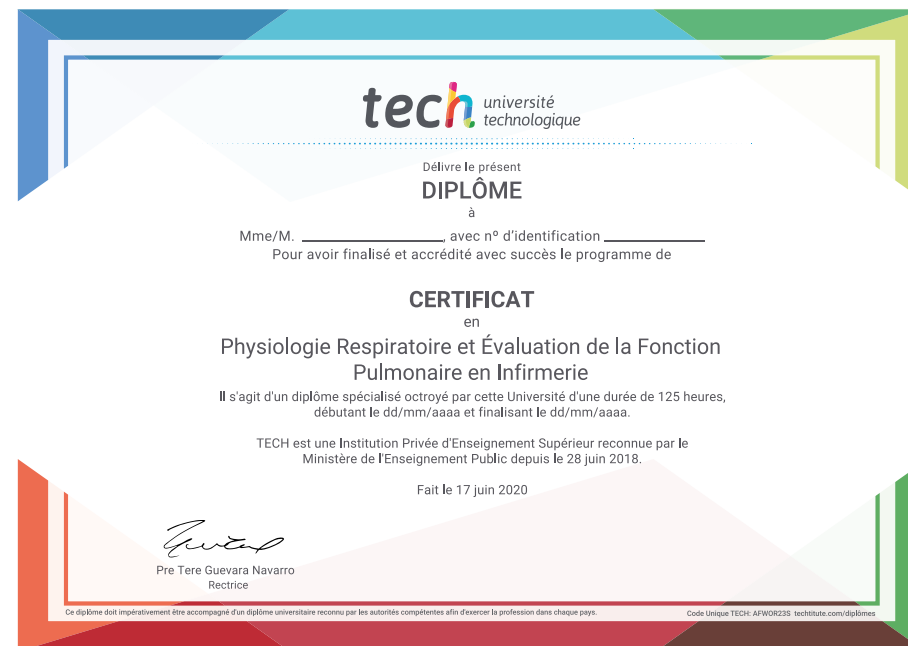 tech université
technologique
Délivre le présent
DIPLÔME
à
Mme/M. ____________________, avec nº d'identification ______________
Pour avoir finalisé et accrédité avec succès le programme de
CERTIFICAT
en
Physiologie Respiratoire et Évaluation de la Fonction
Pulmonaire en Infirmerie
Il s'agit d'un diplôme spécialisé octroyé par cette Université d'une durée de 125 heures,
débutant le dd/mm/aaaa et finalisant le dd/mm/aaaa.
TECH est une Institution Privée d'Enseignement Supérieur reconnue par le
Ministère de l'Enseignement Public depuis le 28 juin 2018.
Fait le 17 juin 2020
Pre Tere Guevara Navarro
Rectrice
Ce diplôme doit impérativement être accompagné d'un diplôme universitaire reconnu par les autorités compétentes afin d'exercer la profession dans chaque pays.
Code Unique TECH: AFWOR23S techtitute.com/diplômes